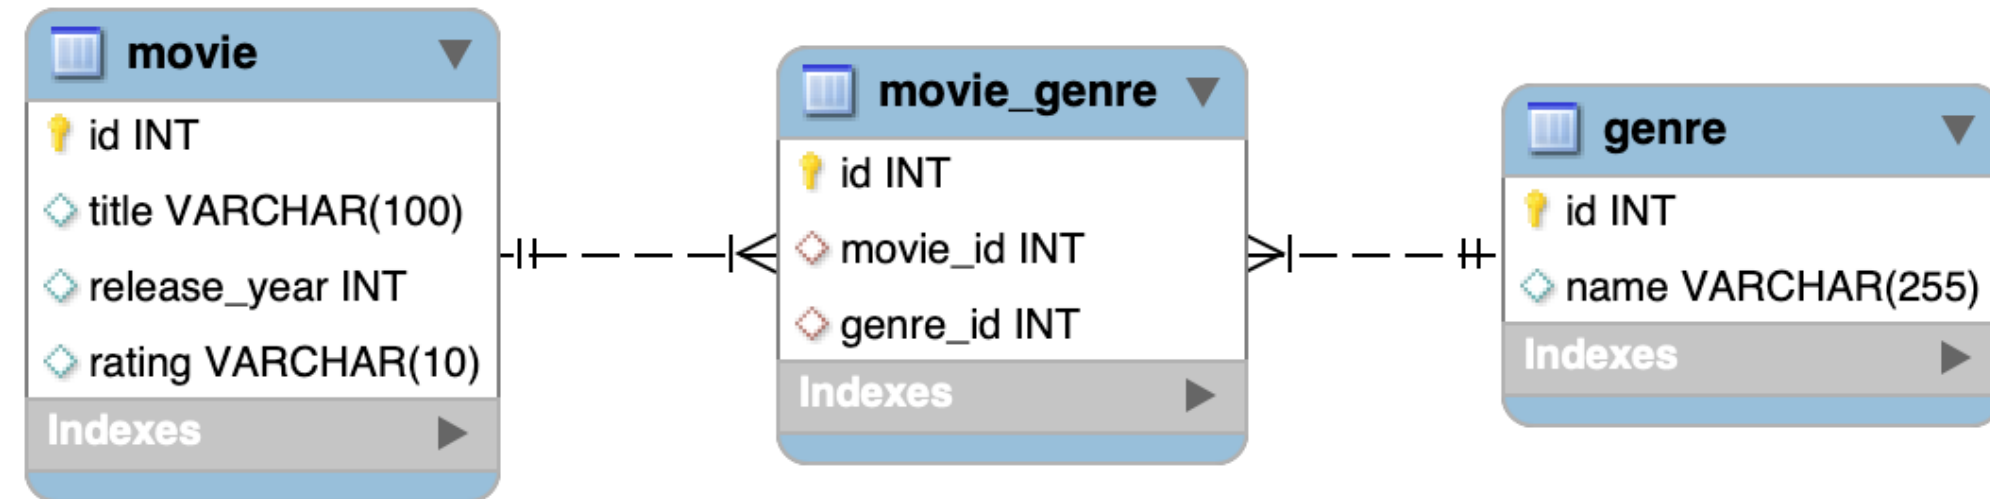 movie
id INT
title VARCHAR(100)
release_year INT
rating VARCHAR(10)
Indexes
movie_genre
id INT
movie_id INT
genre_id INT
Indexes
genre
id INT
name VARCHAR(255)
Indexes